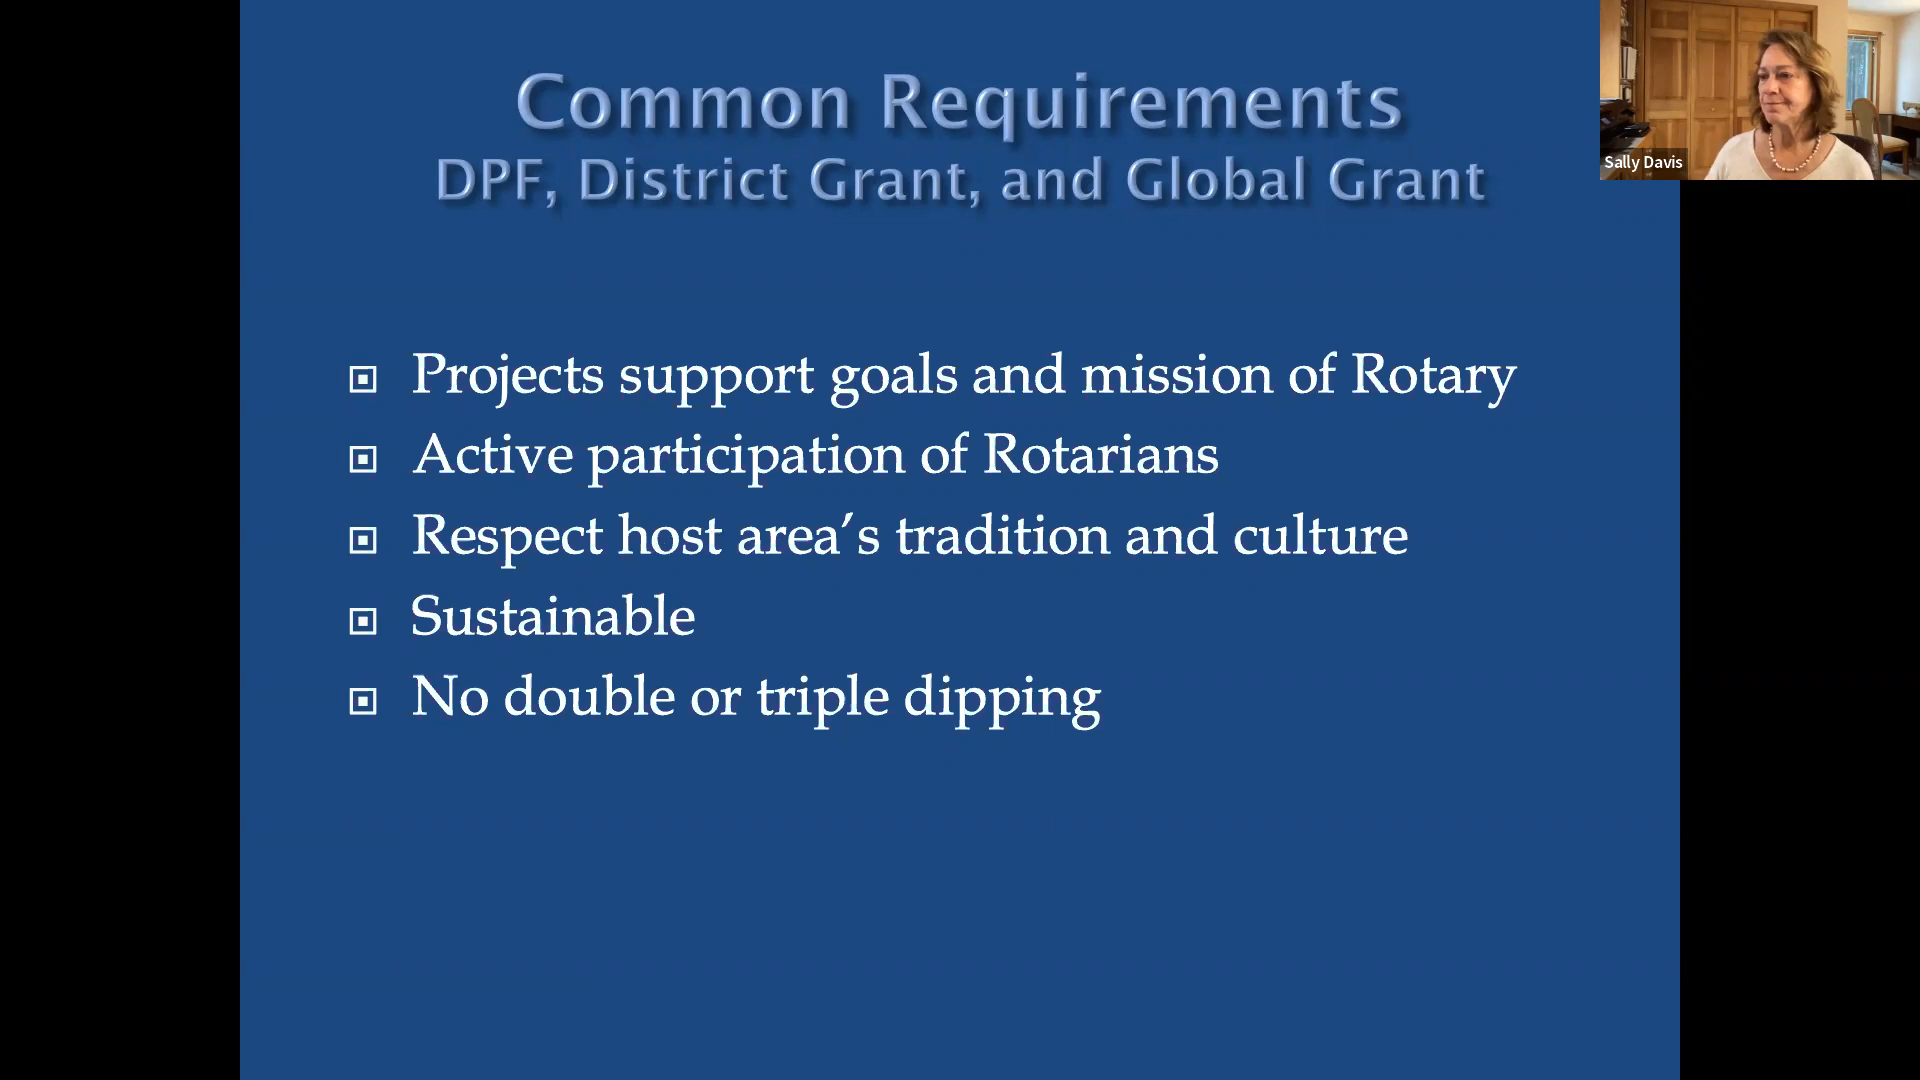 Common Requirements
DPF, District Grant, and Global Grant
Projects support goals and mission of Rotary
Active participation of Rotarians
Respect host area’s tradition and culture
Sustainable
No double or triple dipping
Sally Davis